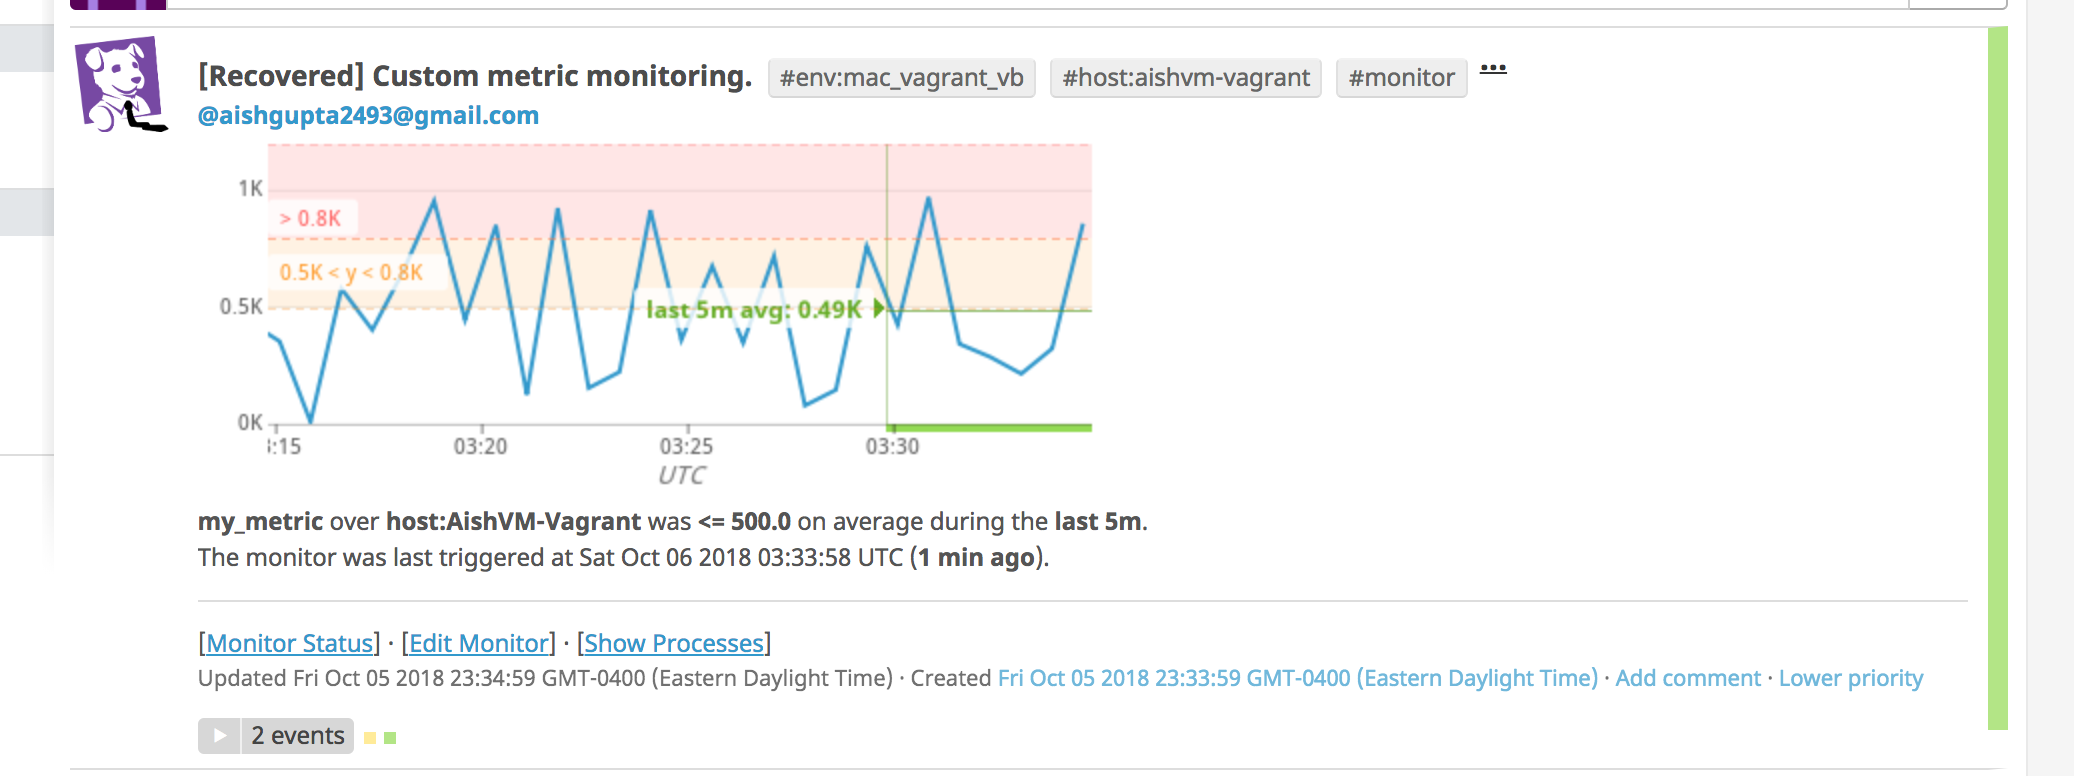 [Recovered] Custom metric monitoring. #env:mac_vagrant_vb #host:aishvm-vagrant #monitor ...
@aishgupta2493@gmail.com
1K
> 0.8K
0.5K < y < 0.8K
0.5K
last 5m avg: 0.49K
0K
:15 03:20 03:25 03:30
UTC
my_metric over host:AishVM-Vagrant was <= 500.0 on average during the last 5m.
The monitor was last triggered at Sat Oct 06 2018 03:33:58 UTC (1 min ago).
[Monitor Status] · [Edit Monitor] · [Show Processes]
Updated Fri Oct 05 2018 23:34:59 GMT-0400 (Eastern Daylight Time) · Created Fri Oct 05 2018 23:33:59 GMT-0400 (Eastern Daylight Time) · Add comment · Lower priority
2 events